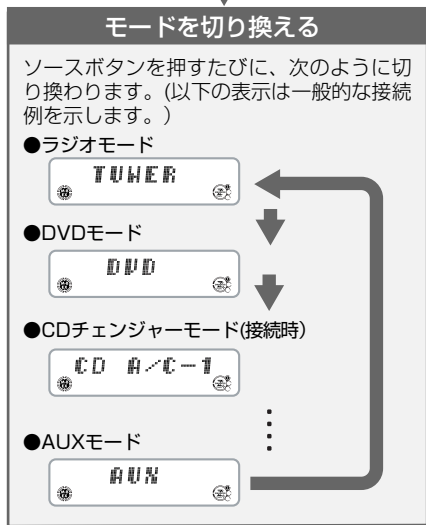 モードを切り換える
ソースボタンを押すたびに、次のように切
り換わります。(以下の表示は一般的な接続
例を示します。)
●ラジオモード
TUNER
●DVDモード
DVD
●CDチェンジャーモード(接続時)
CD A/C-1
●AUXモード
AUX